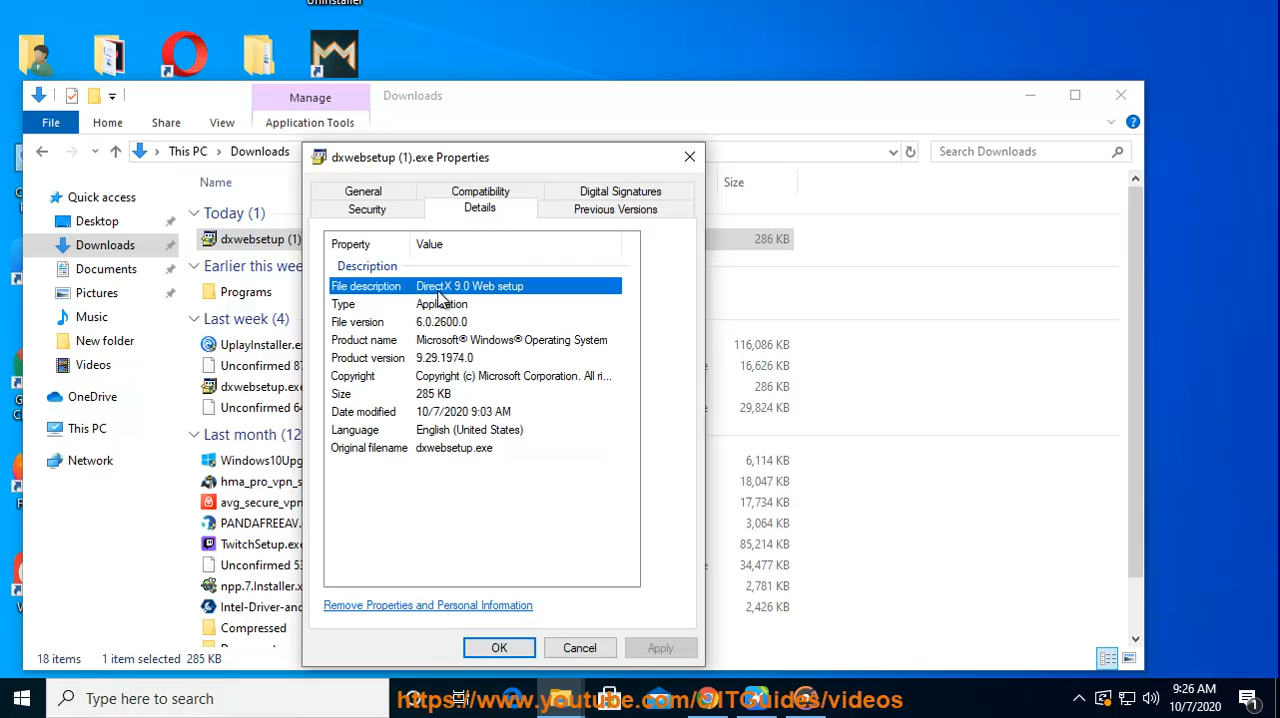 Uninstaller
Manage
Downloads
File
Home
Share
View
Application Tools
This PC
Downloads
Search Downloads
dxwebsetup (1).exe Properties
General
Compatibility
Digital Signatures
Security
Details
Previous Versions
Property
Value
Description
File description DirectX 9.0 Web setup
Type Application
File version 6.0.2600.0
Product name Microsoft® Windows® Operating System
Product version 9.29.1974.0
Copyright Copyright (c) Microsoft Corporation. All ri...
Size 285 KB
Date modified 10/7/2020 9:03 AM
Language English (United States)
Original filename dxwebsetup.exe
Remove Properties and Personal Information
OK
Cancel
Apply
Quick access
Desktop
Downloads
Documents
Pictures
Music
New folder
Videos
OneDrive
This PC
Network
Name
Size
Today (1)
dxwebsetup (1) 286 KB
Earlier this wee
Programs
Last week (4)
UplayInstaller.e 116,086 KB
Unconfirmed 87 16,626 KB
dxwebsetup.exe 286 KB
Unconfirmed 64 29,824 KB
Last month (12
Windows10Upg 6,114 KB
hma_pro_vpn_s 18,047 KB
avg_secure_vpn 17,734 KB
PANDAFREEAV. 3,064 KB
TwitchSetup.exe 85,214 KB
Unconfirmed 53 34,477 KB
npp.7.Installer.x 2,781 KB
Intel-Driver-and 2,426 KB
Compressed
18 items
1 item selected 285 KB
Type here to search
https://www.youtube.com/@ITGuides/videos
9:26 AM
10/7/2020
1